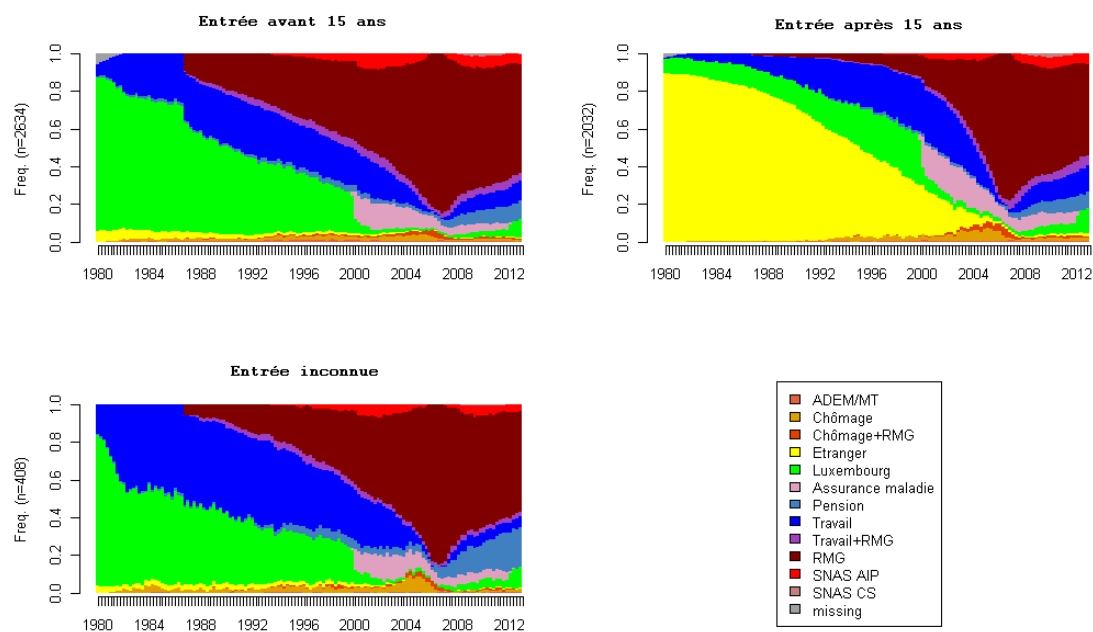 Entrée avant 15 ans
Freq. (n=2634)
0.0 0.2 0.4 0.6 0.8 1.0
1980 1984 1988 1992 1996 2000 2004 2008 2012
Entrée après 15 ans
Freq. (n=2032)
0.0 0.2 0.4 0.6 0.8 1.0
1980 1984 1988 1992 1996 2000 2004 2008 2012
Entrée inconnue
Freq. (n=408)
0.0 0.2 0.4 0.6 0.8 1.0
1980 1984 1988 1992 1996 2000 2004 2008 2012
ADEM/MT
Chômage
Chômage+RMG
Etranger
Luxembourg
Assurance maladie
Pension
Travail
Travail+RMG
RMG
SNAS AIP
SNAS CS
missing